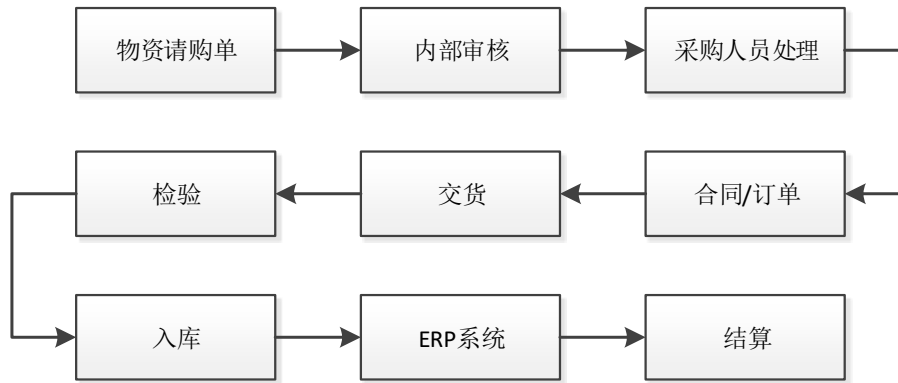 物资请购单
内部审核
采购人员处理
检验
交货
合同/订单
入库
ERP系统
结算